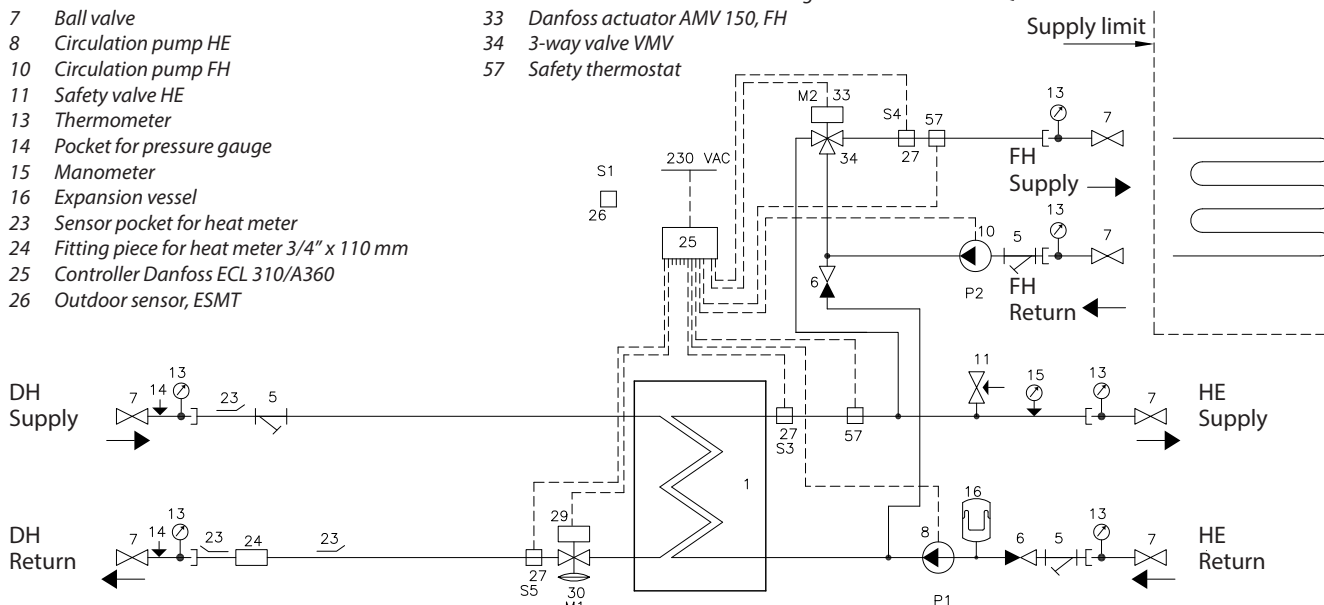 7 Ball valve
8 Circulation pump HE
10 Circulation pump FH
11 Safety valve HE
13 Thermometer
14 Pocket for pressure gauge
15 Manometer
16 Expansion vessel
23 Sensor pocket for heat meter
24 Fitting piece for heat meter 3/4" x 110 mm
25 Controller Danfoss ECL 310/A360
26 Outdoor sensor, ESMT
33 Danfoss actuator AMV 150, FH
34 3-way valve VMV
57 Safety thermostat
Supply limit
M2 33
S4 57
13
7
34
27
FH
Supply
230 VAC
S1
26
25
10
5
13
7
6
P2
FH
Return
DH
Supply
7
14
13
23
5
27
S3
57
11
15
13
7
HE
Supply
1
DH
Return
7
14
13
23
24
23
27
S5
29
30
M1
8
P1
16
6
5
13
7
HE
Return